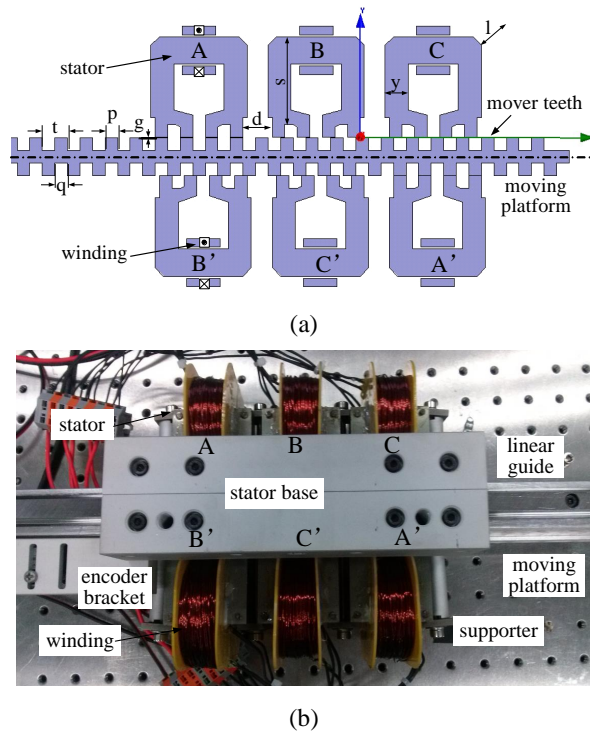 Y
A
B
C
l
stator
s
y
mover teeth
t
p
g
d
q
moving
platform
winding
B’
C’
A’
(a)
stator
A
B
C
linear
guide
stator base
B’
C’
A’
encoder
bracket
moving
platform
winding
supporter
(b)